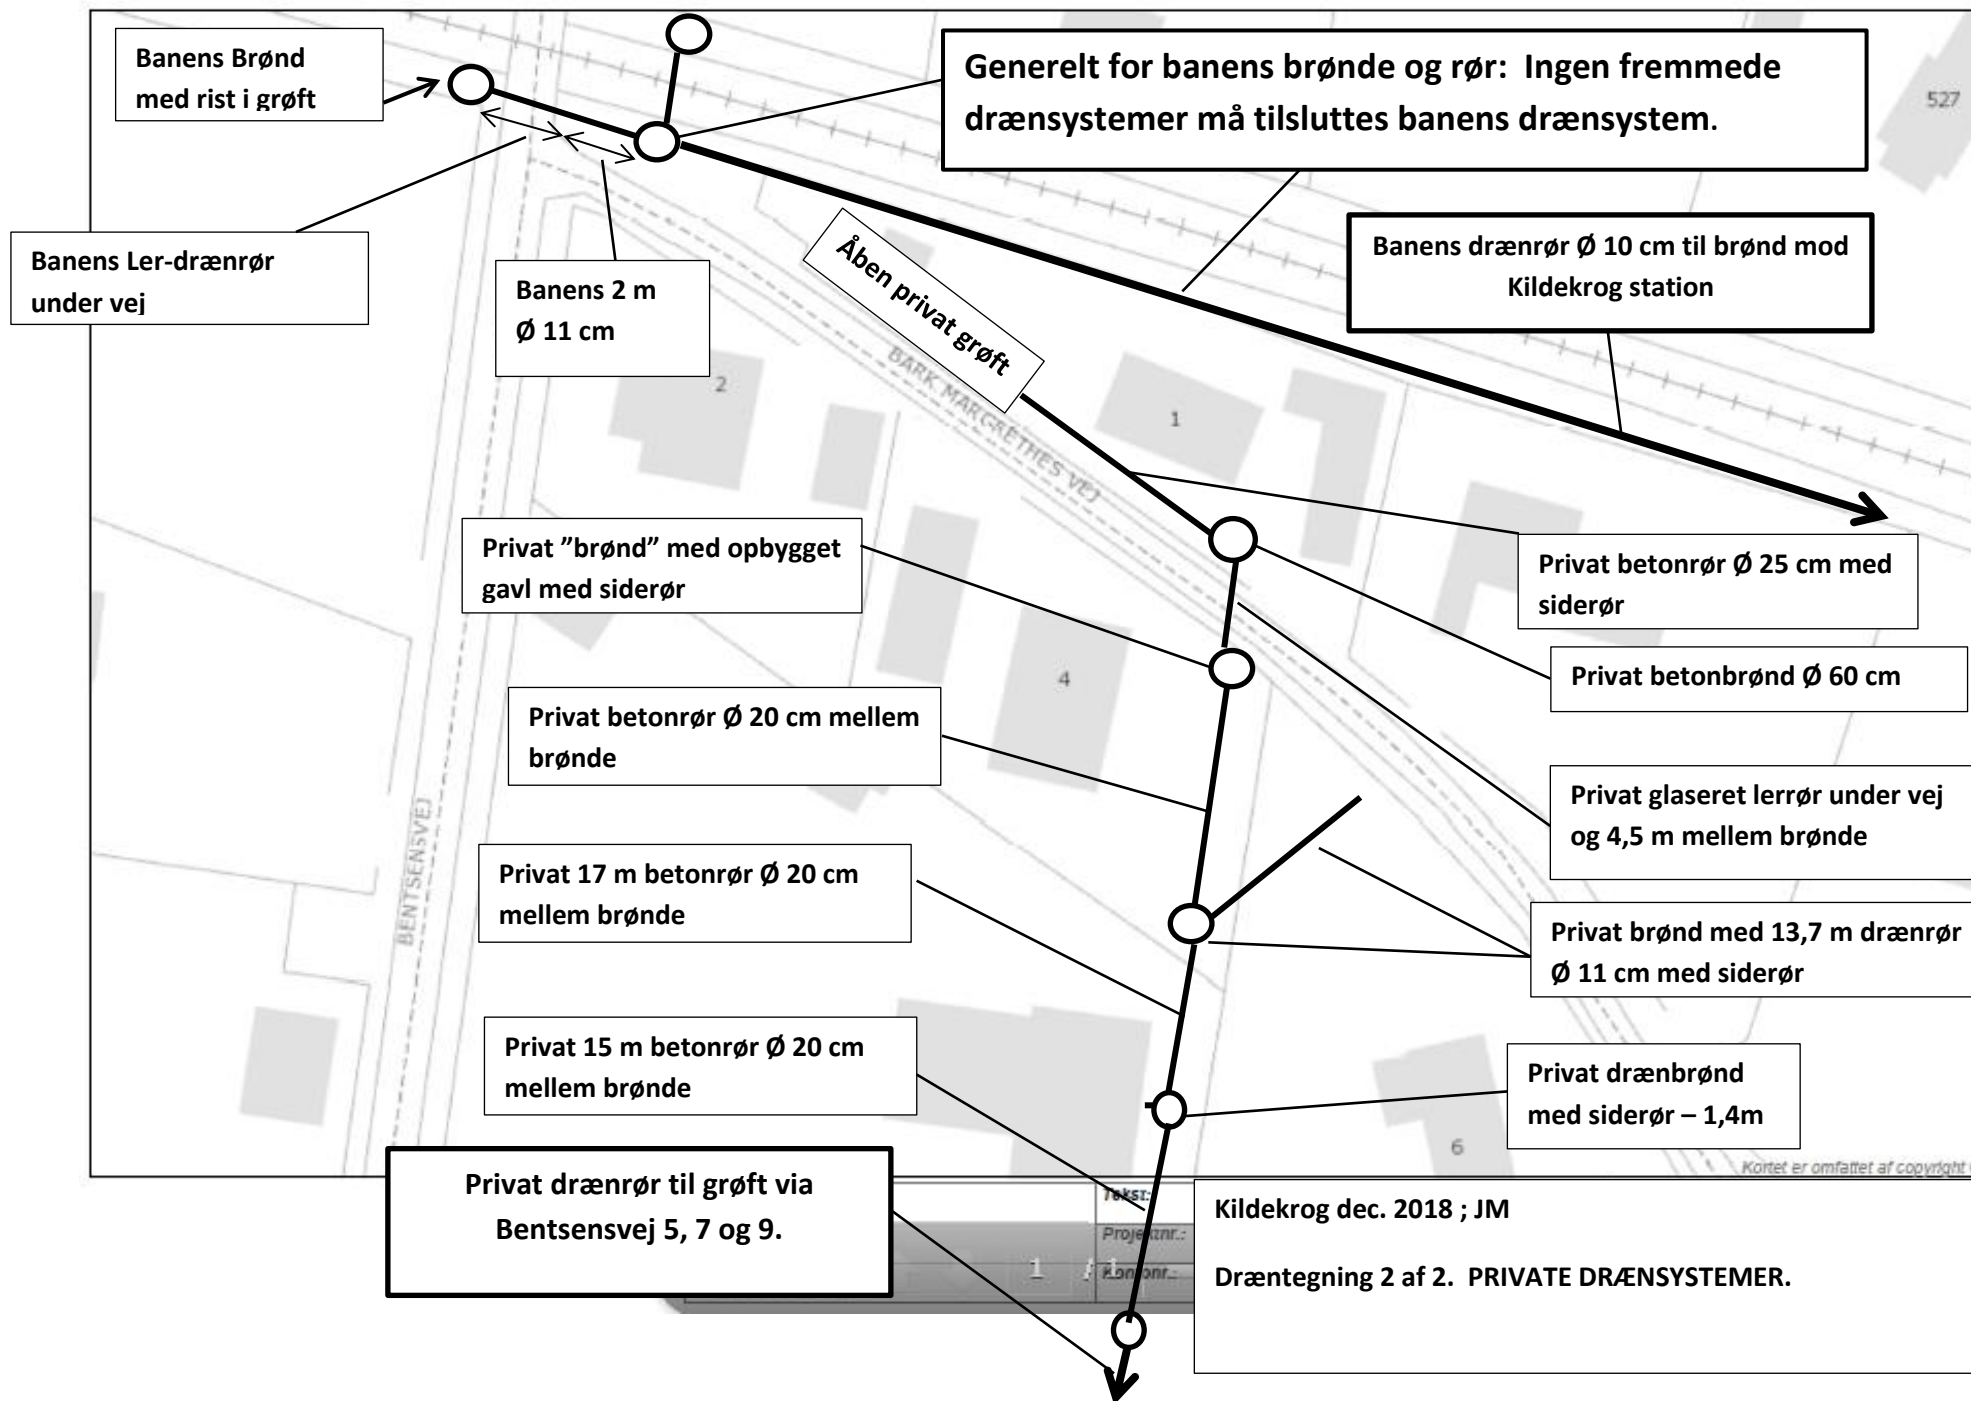 Banens Brønd
med rist i grøft
Generelt for banens brønde og rør: Ingen fremmede
drænsystemer må tilsluttes banens drænsystem.
527
Banens Ler-drænrør
under vej
Banens 2 m
Ø 11 cm
Åben privat grøft
Banens drænrør Ø 10 cm til brønd mod
Kildekrog station
2
BARK MARGRETHES VEJ
1
Privat ”brønd” med opbygget
gavl med siderør
Privat betonrør Ø 25 cm med
siderør
Privat betonbrønd Ø 60 cm
4
Privat betonrør Ø 20 cm mellem
brønde
Privat glaseret lerrør under vej
og 4,5 m mellem brønde
BENTSENSVEJ
Privat 17 m betonrør Ø 20 cm
mellem brønde
Privat brønd med 13,7 m drænrør
Ø 11 cm med siderør
Privat 15 m betonrør Ø 20 cm
mellem brønde
Privat drænbrønd
med siderør – 1,4m
6
Kortet er omfattet af copyright
Privat drænrør til grøft via
Bentsensvej 5, 7 og 9.
Tekst:
Projektnr.:
1 / 1
Kontonr.:
Kildekrog dec. 2018 ; JM
Dræntegning 2 af 2. PRIVATE DRÆNSYSTEMER.